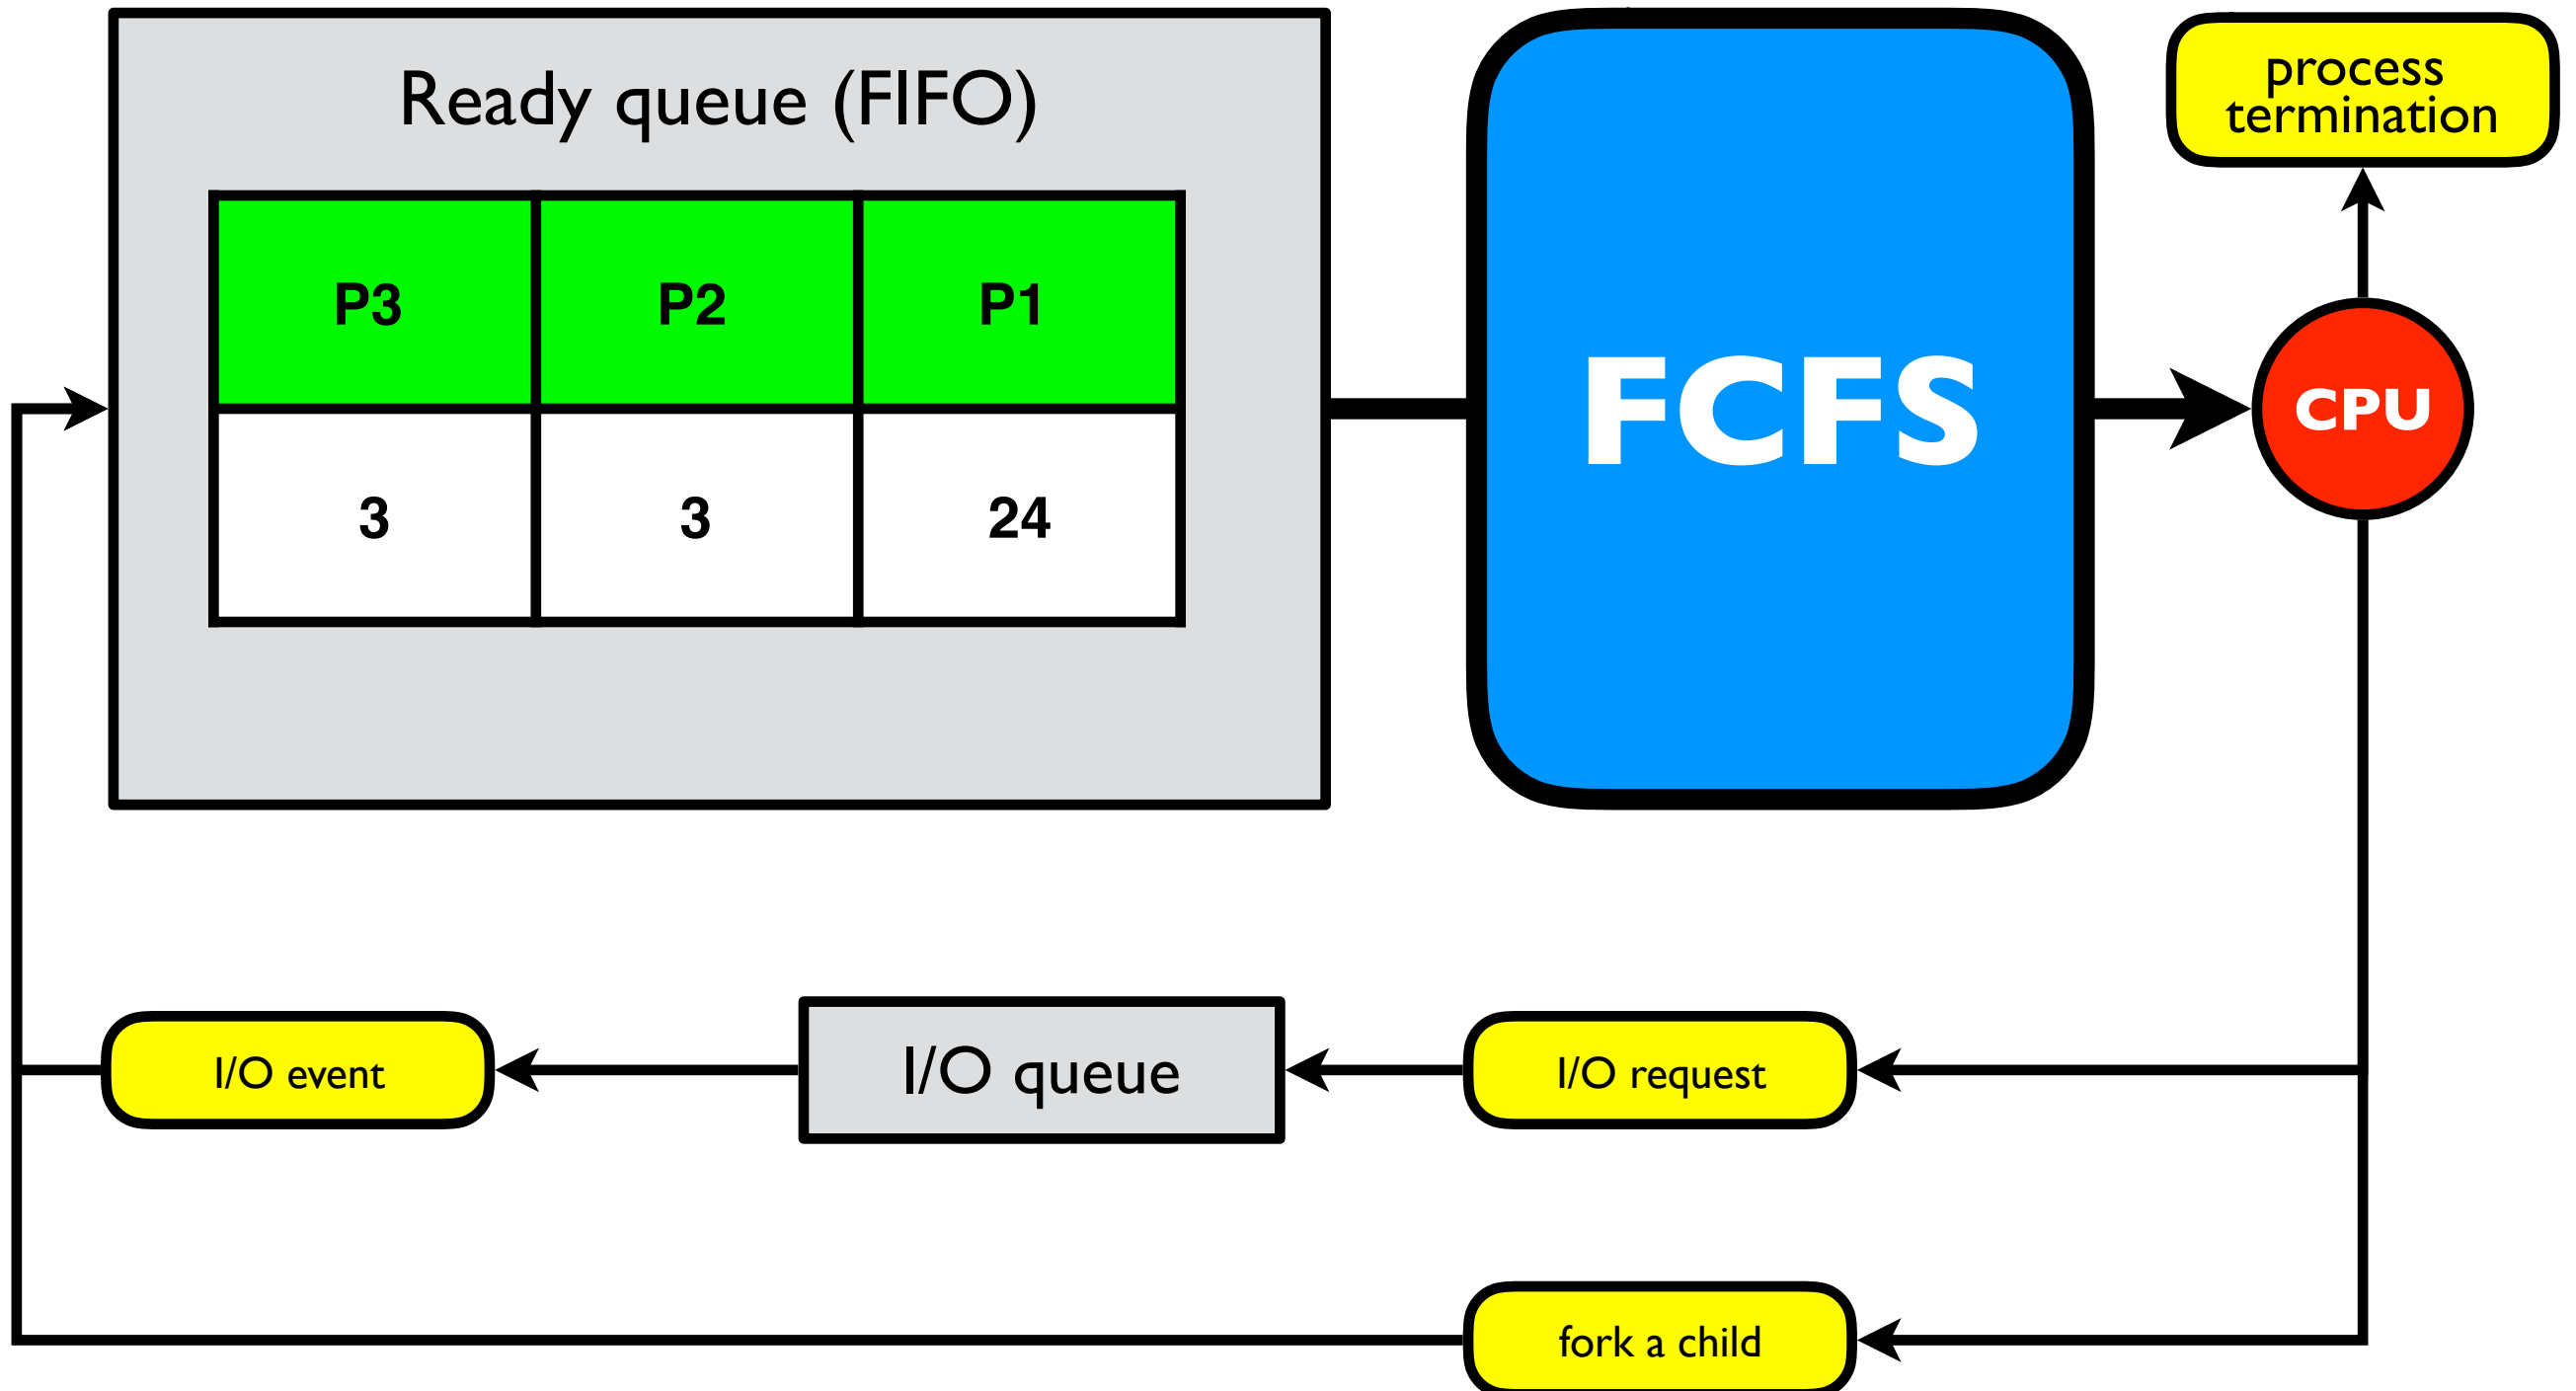 Ready queue (FIFO)
P3 P2 P1
3 3 24
FCFS
process
termination
CPU
I/O event
I/O queue
I/O request
fork a child